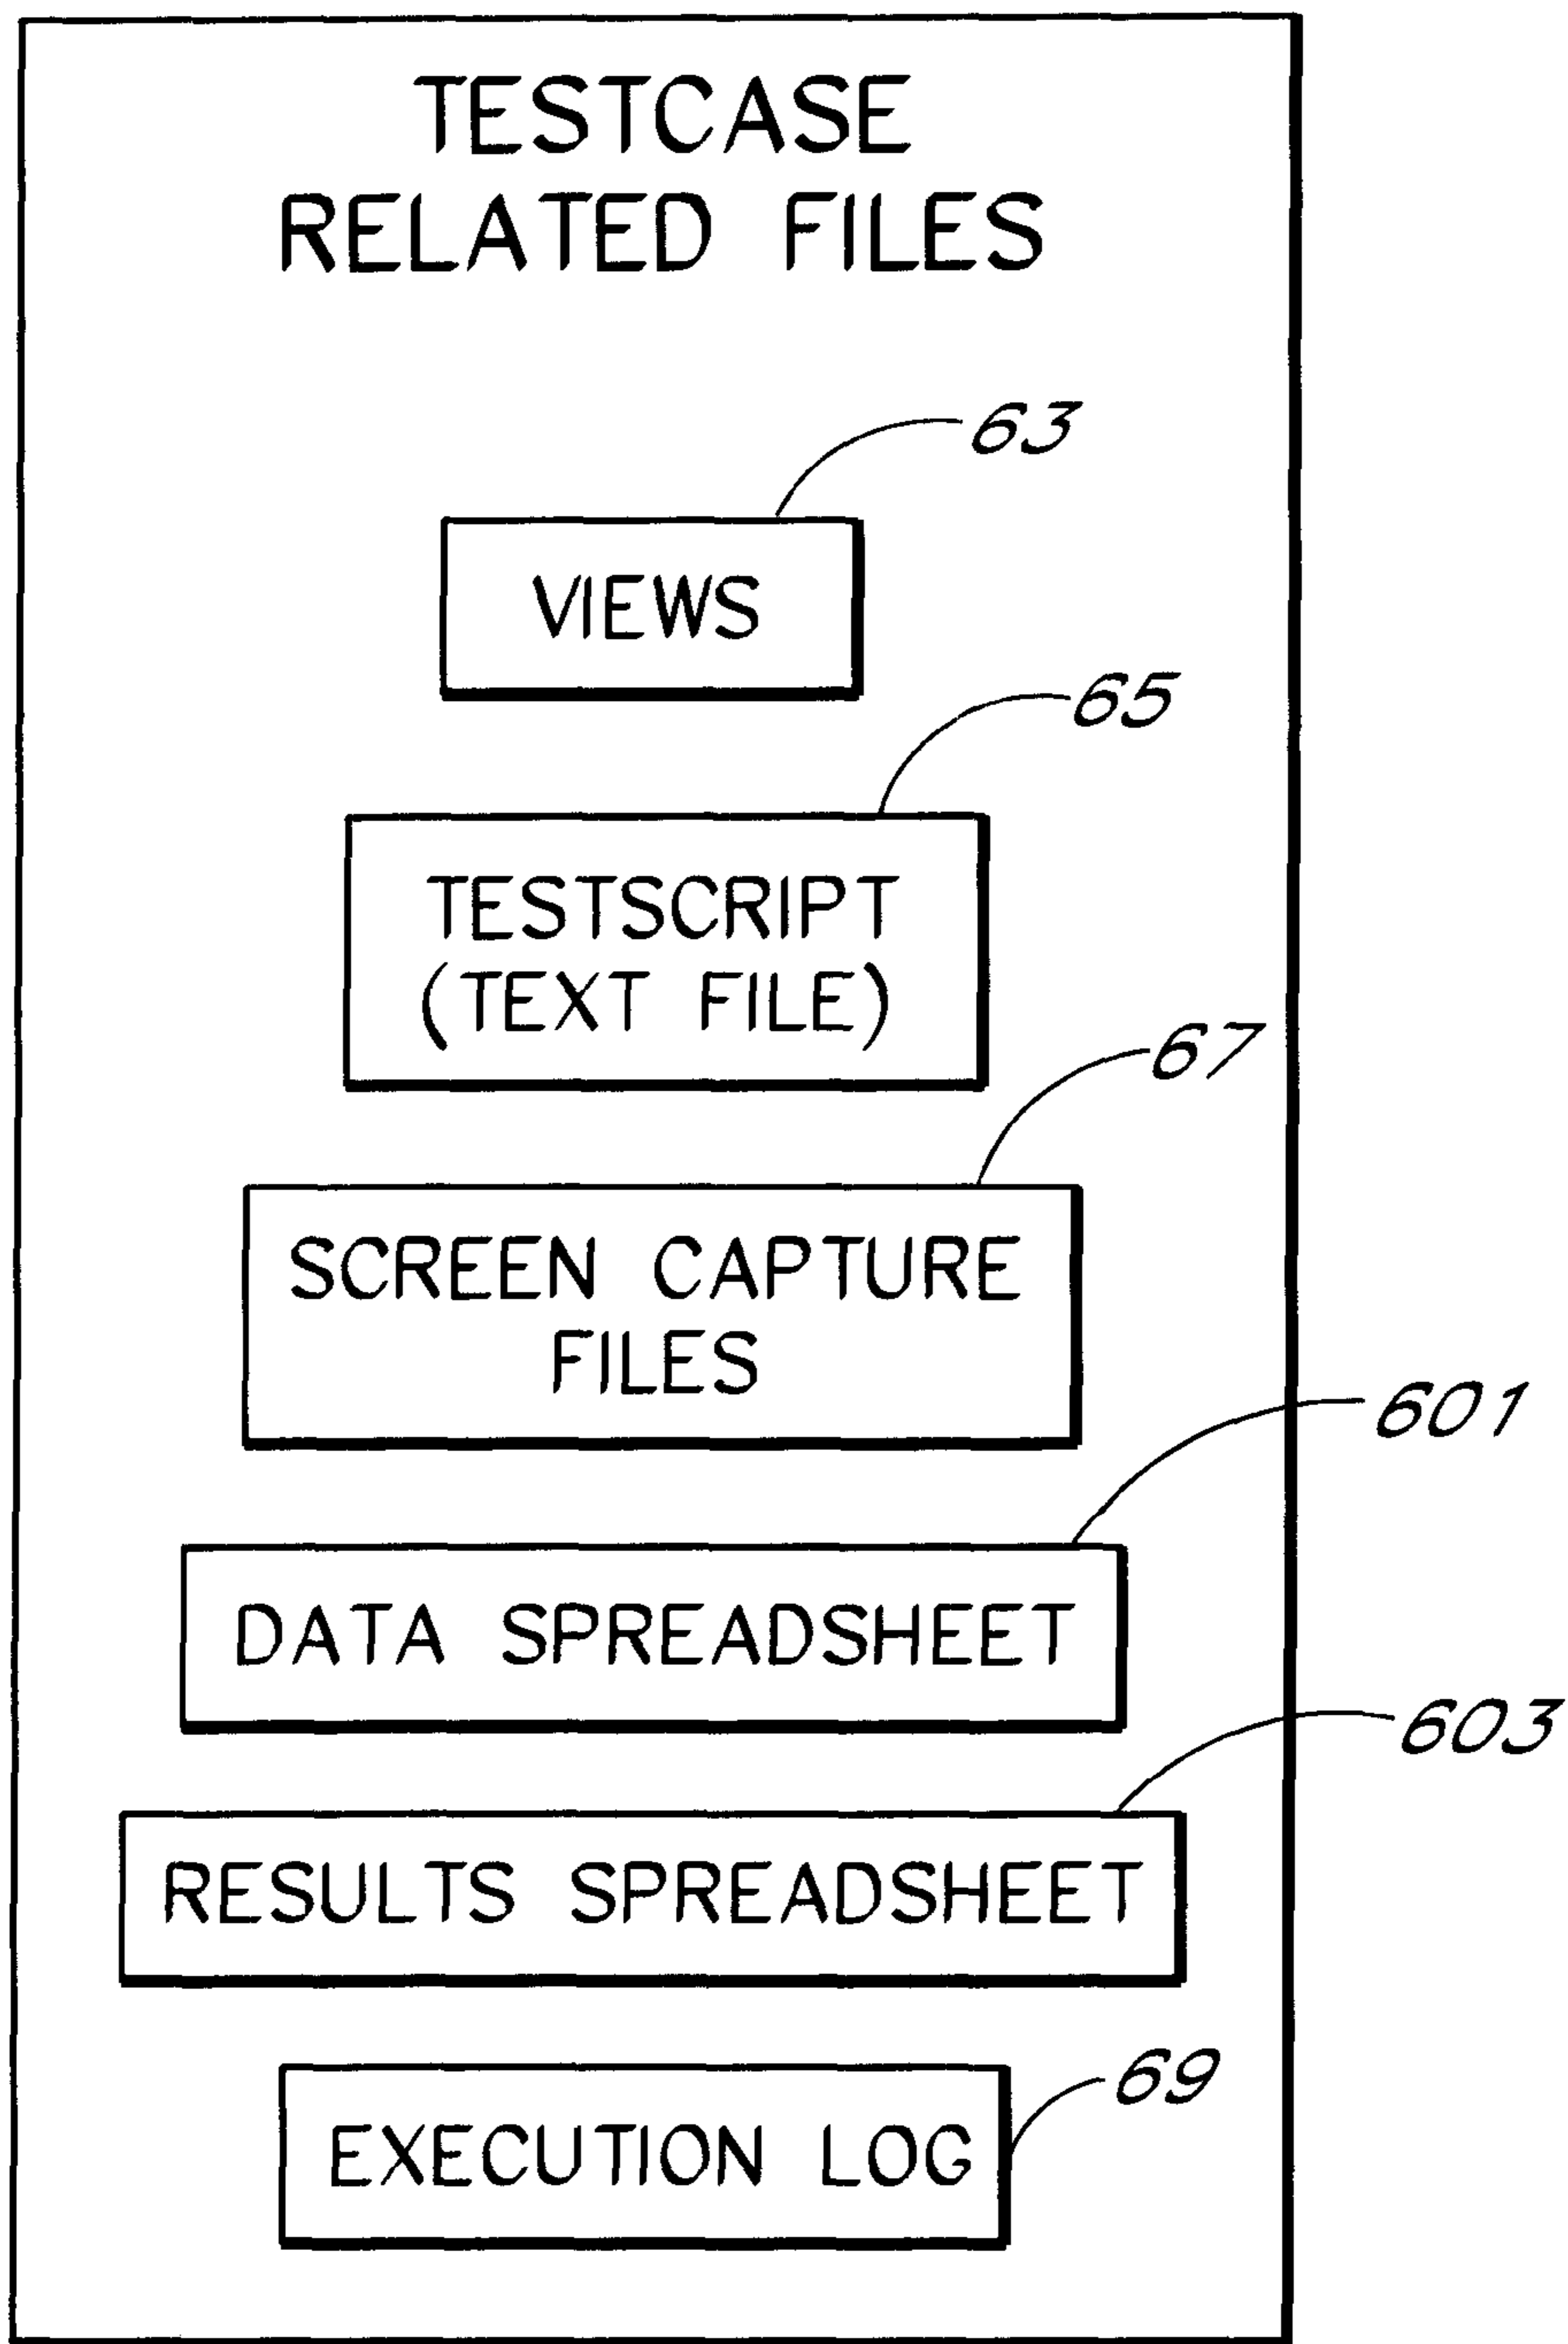 TESTCASE
RELATED FILES
63
VIEWS
65
TESTSCRIPT
(TEXT FILE)
67
SCREEN CAPTURE
FILES
601
DATA SPREADSHEET
603
RESULTS SPREADSHEET
69
EXECUTION LOG